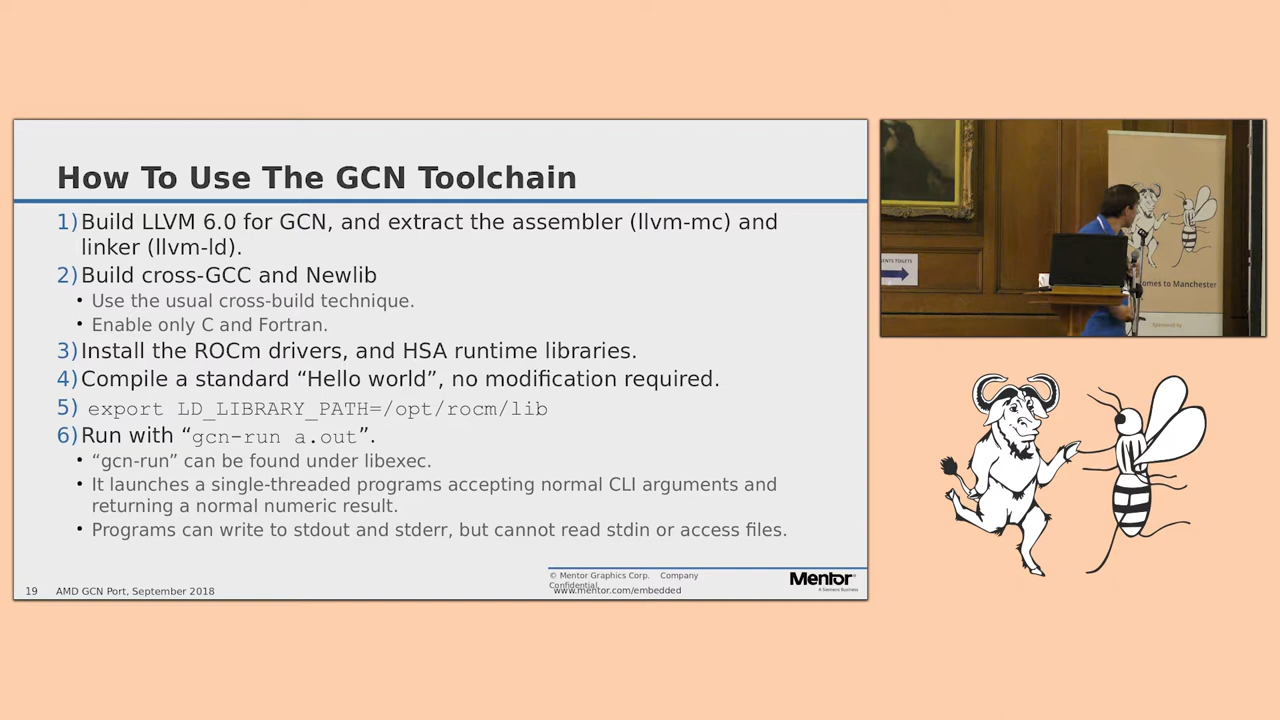 How To Use The GCN Toolchain
1) Build LLVM 6.0 for GCN, and extract the assembler (llvm-mc) and
linker (llvm-ld).
2) Build cross-GCC and Newlib
• Use the usual cross-build technique.
• Enable only C and Fortran.
3) Install the ROCm drivers, and HSA runtime libraries.
4) Compile a standard “Hello world”, no modification required.
5) export LD_LIBRARY_PATH=/opt/rocm/lib
6) Run with “gcn-run a.out”.
• “gcn-run” can be found under libexec.
• It launches a single-threaded programs accepting normal CLI arguments and
returning a normal numeric result.
• Programs can write to stdout and stderr, but cannot read stdin or access files.
19 AMD GCN Port, September 2018
© Mentor Graphics Corp. Company
Confidential
www.mentor.com/embedded
Mentor®
A Siemens Business
TOILETS
omes to Manchester
Sponsored by